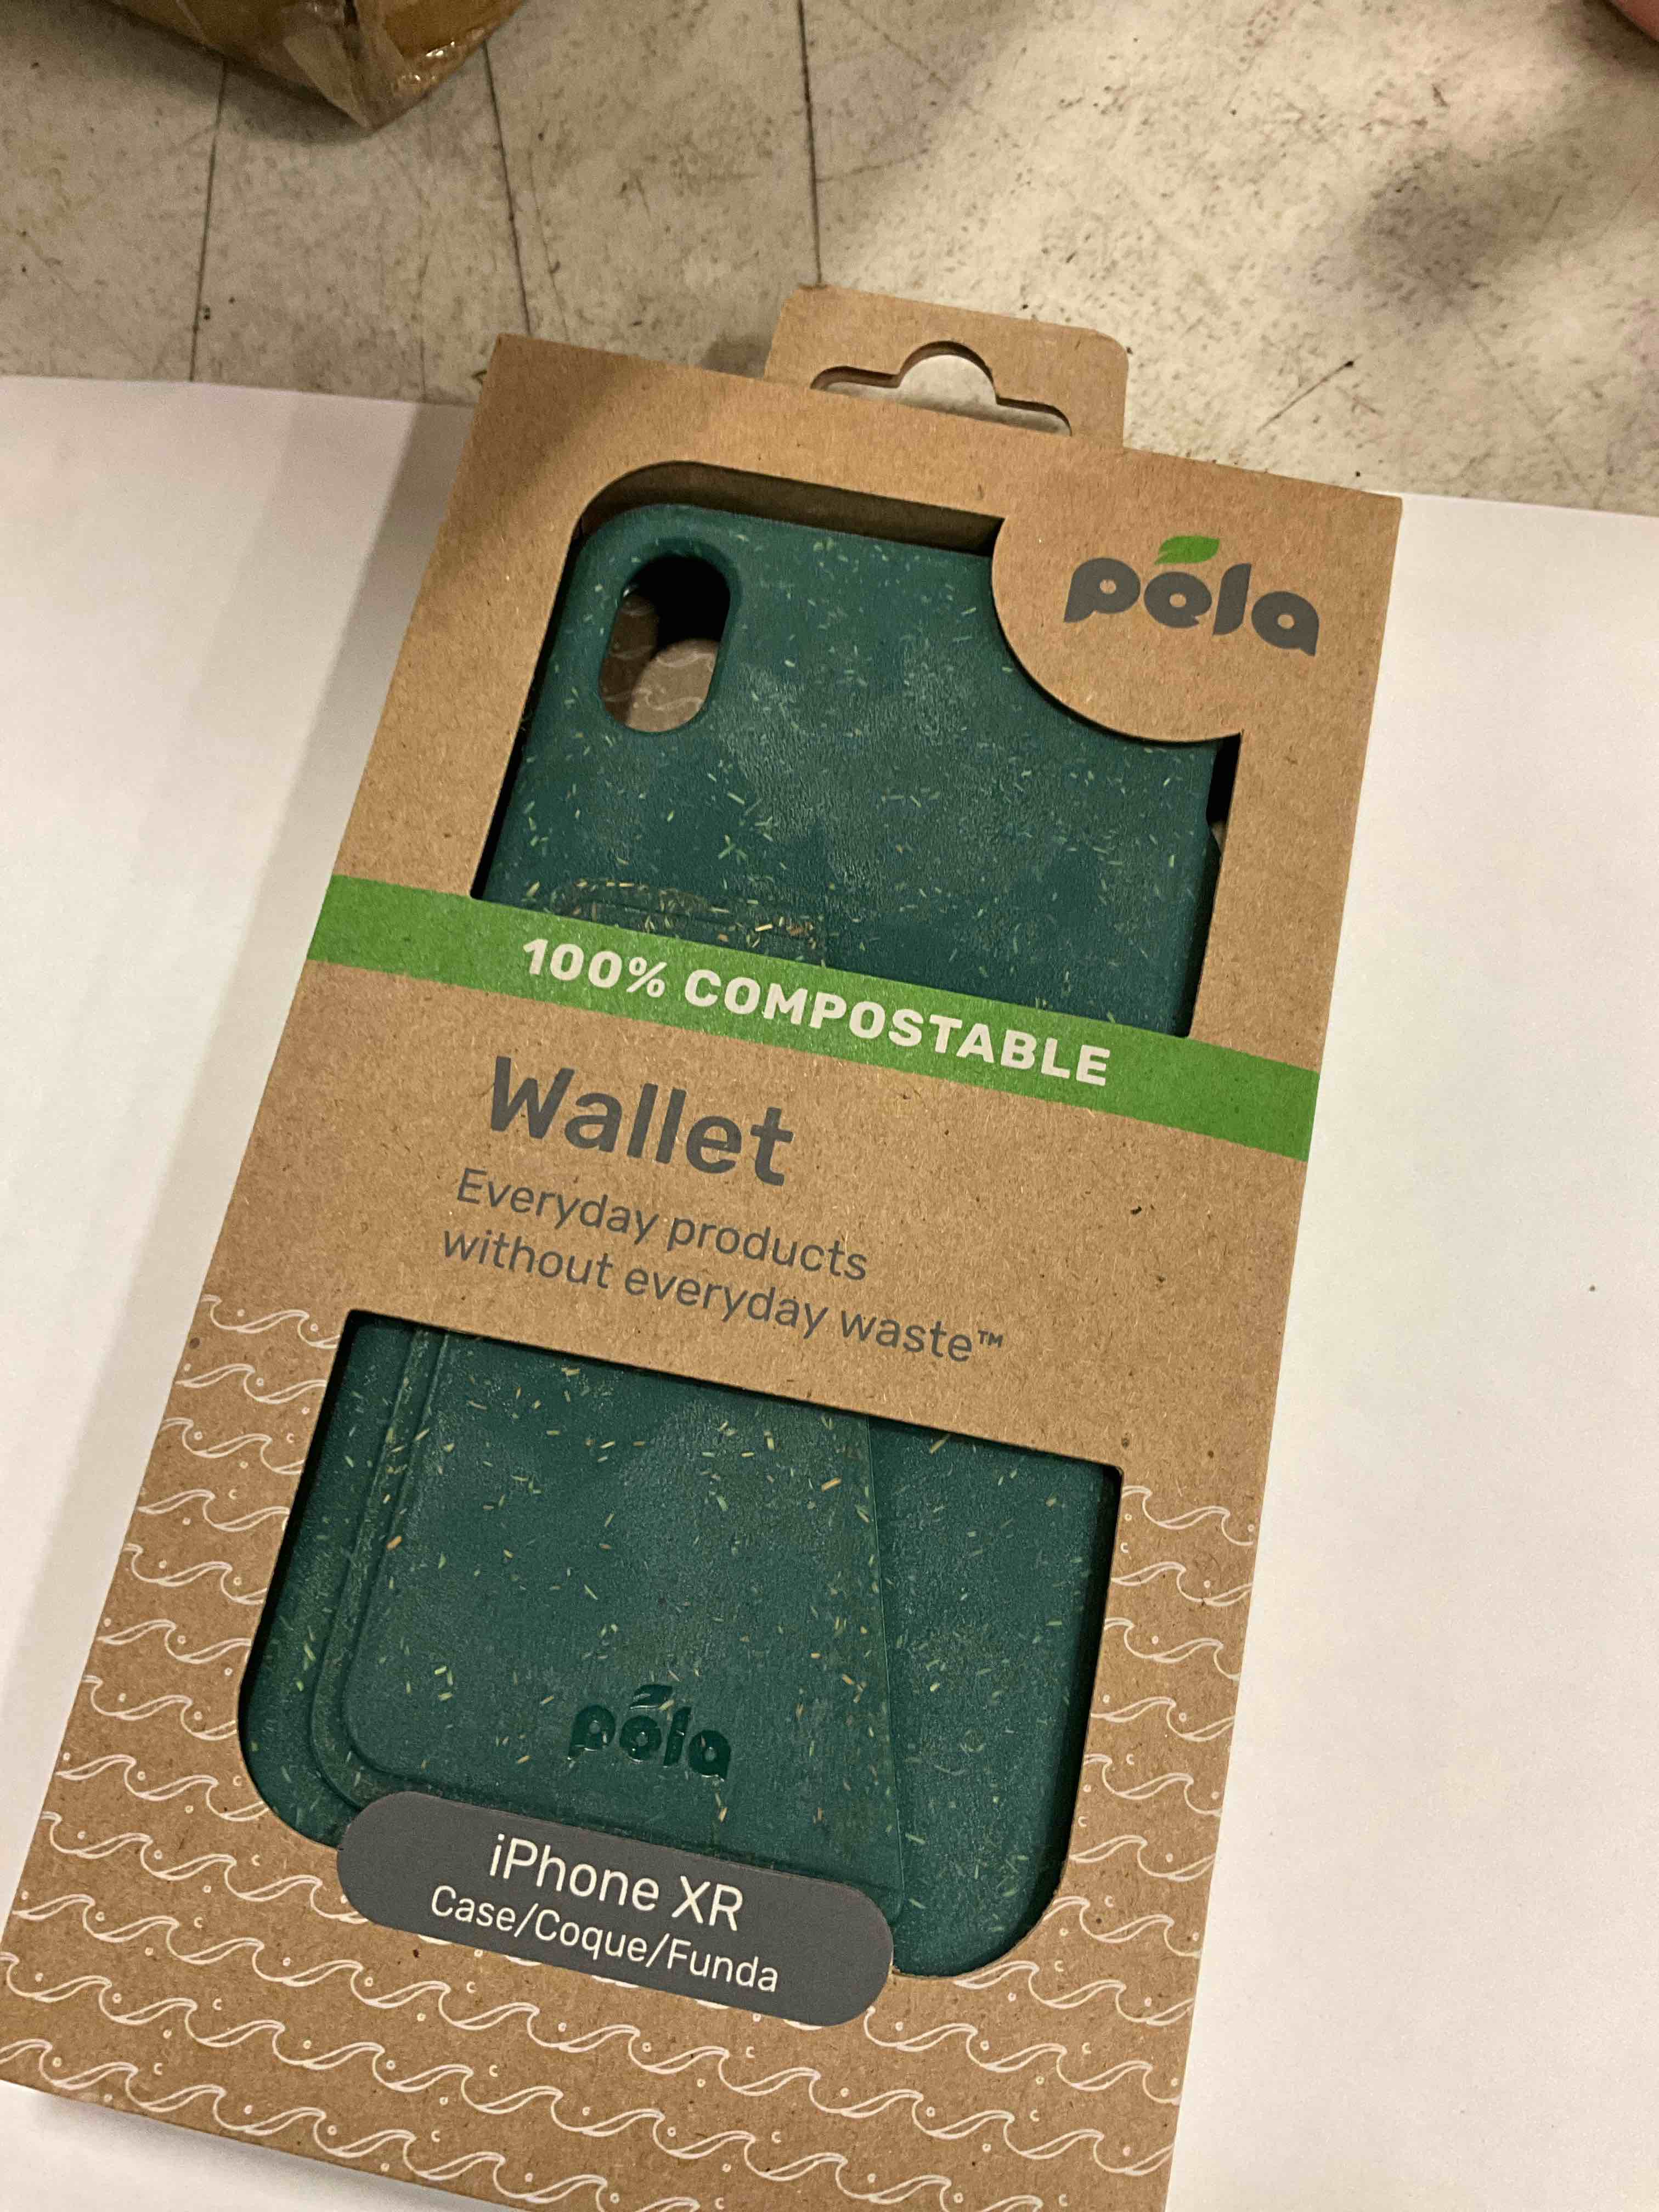 pela
100% COMPOSTABLE
Wallet
Everyday products
without everyday waste™
pela
iPhone XR
Case/Coque/Funda